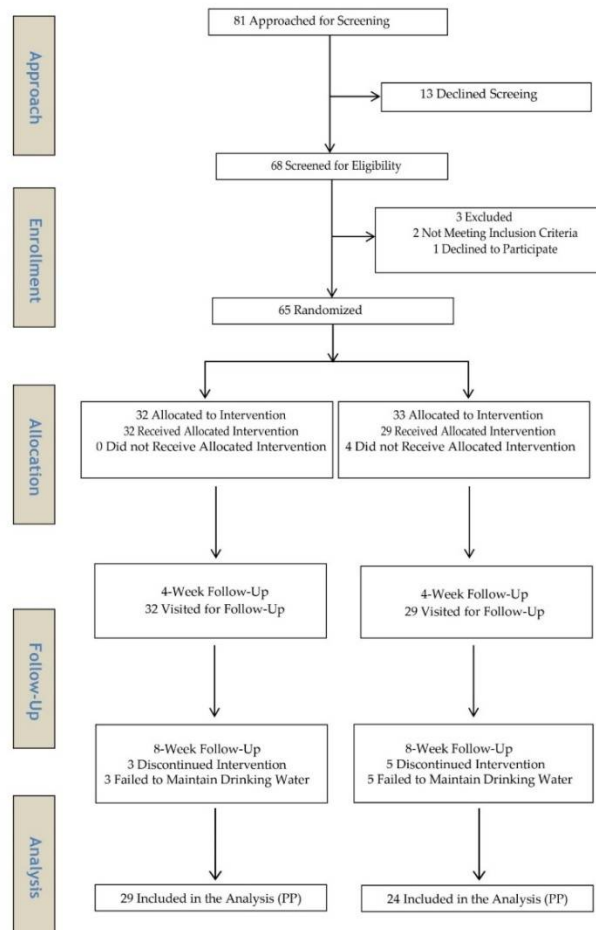 Approach
81 Approached for Screening
13 Declined Screeing
68 Screened for Eligibility
Enrollment
3 Excluded
2 Not Meeting Inclusion Criteria
1 Declined to Participate
65 Randomized
Allocation
32 Allocated to Intervention
32 Received Allocated Intervention
0 Did not Receive Allocated Intervention
33 Allocated to Intervention
29 Received Allocated Intervention
4 Did not Receive Allocated Intervention
Follow-Up
4-Week Follow-Up
32 Visited for Follow-Up
4-Week Follow-Up
29 Visited for Follow-Up
8-Week Follow-Up
3 Discontinued Intervention
3 Failed to Maintain Drinking Water
8-Week Follow-Up
5 Discontinued Intervention
5 Failed to Maintain Drinking Water
Analysis
29 Included in the Analysis (PP)
24 Included in the Analysis (PP)